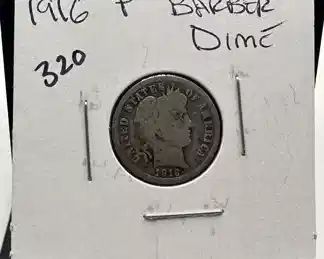 1916 P BARBER
DIME
320
UNITED STATES OF AMERICA
1916